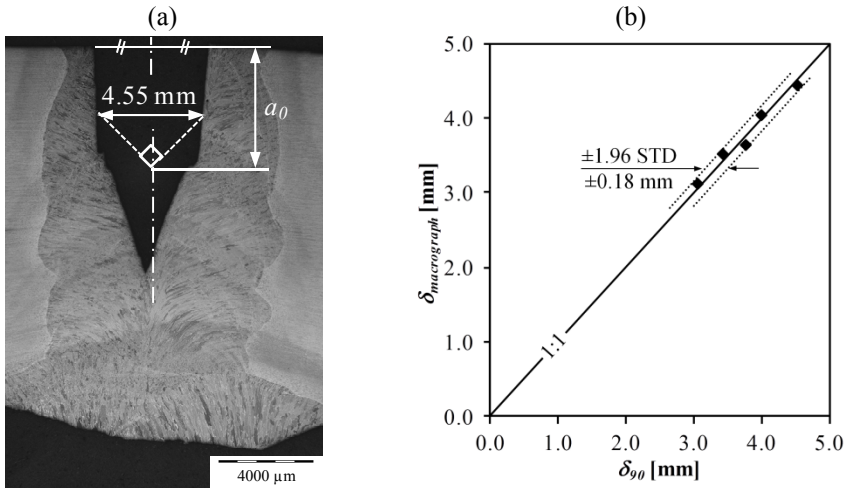 (a)
4.55 mm
a0
4000 µm
(b)
5.0
4.0
3.0
2.0
1.0
0.0
δmacrograph [mm]
±1.96 STD
±0.18 mm
1:1
0.0 1.0 2.0 3.0 4.0 5.0
δ90 [mm]